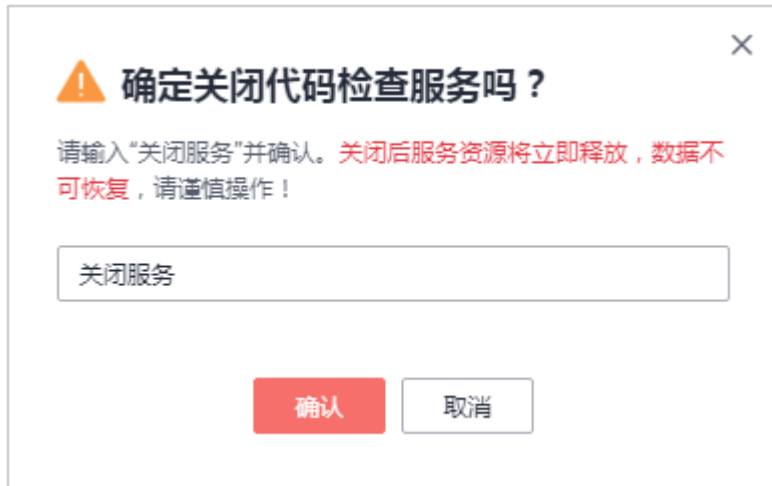 确定关闭代码检查服务吗？
请输入“关闭服务”并确认。关闭后服务资源将立即释放，数据不
可恢复，请谨慎操作！
关闭服务
确认 取消